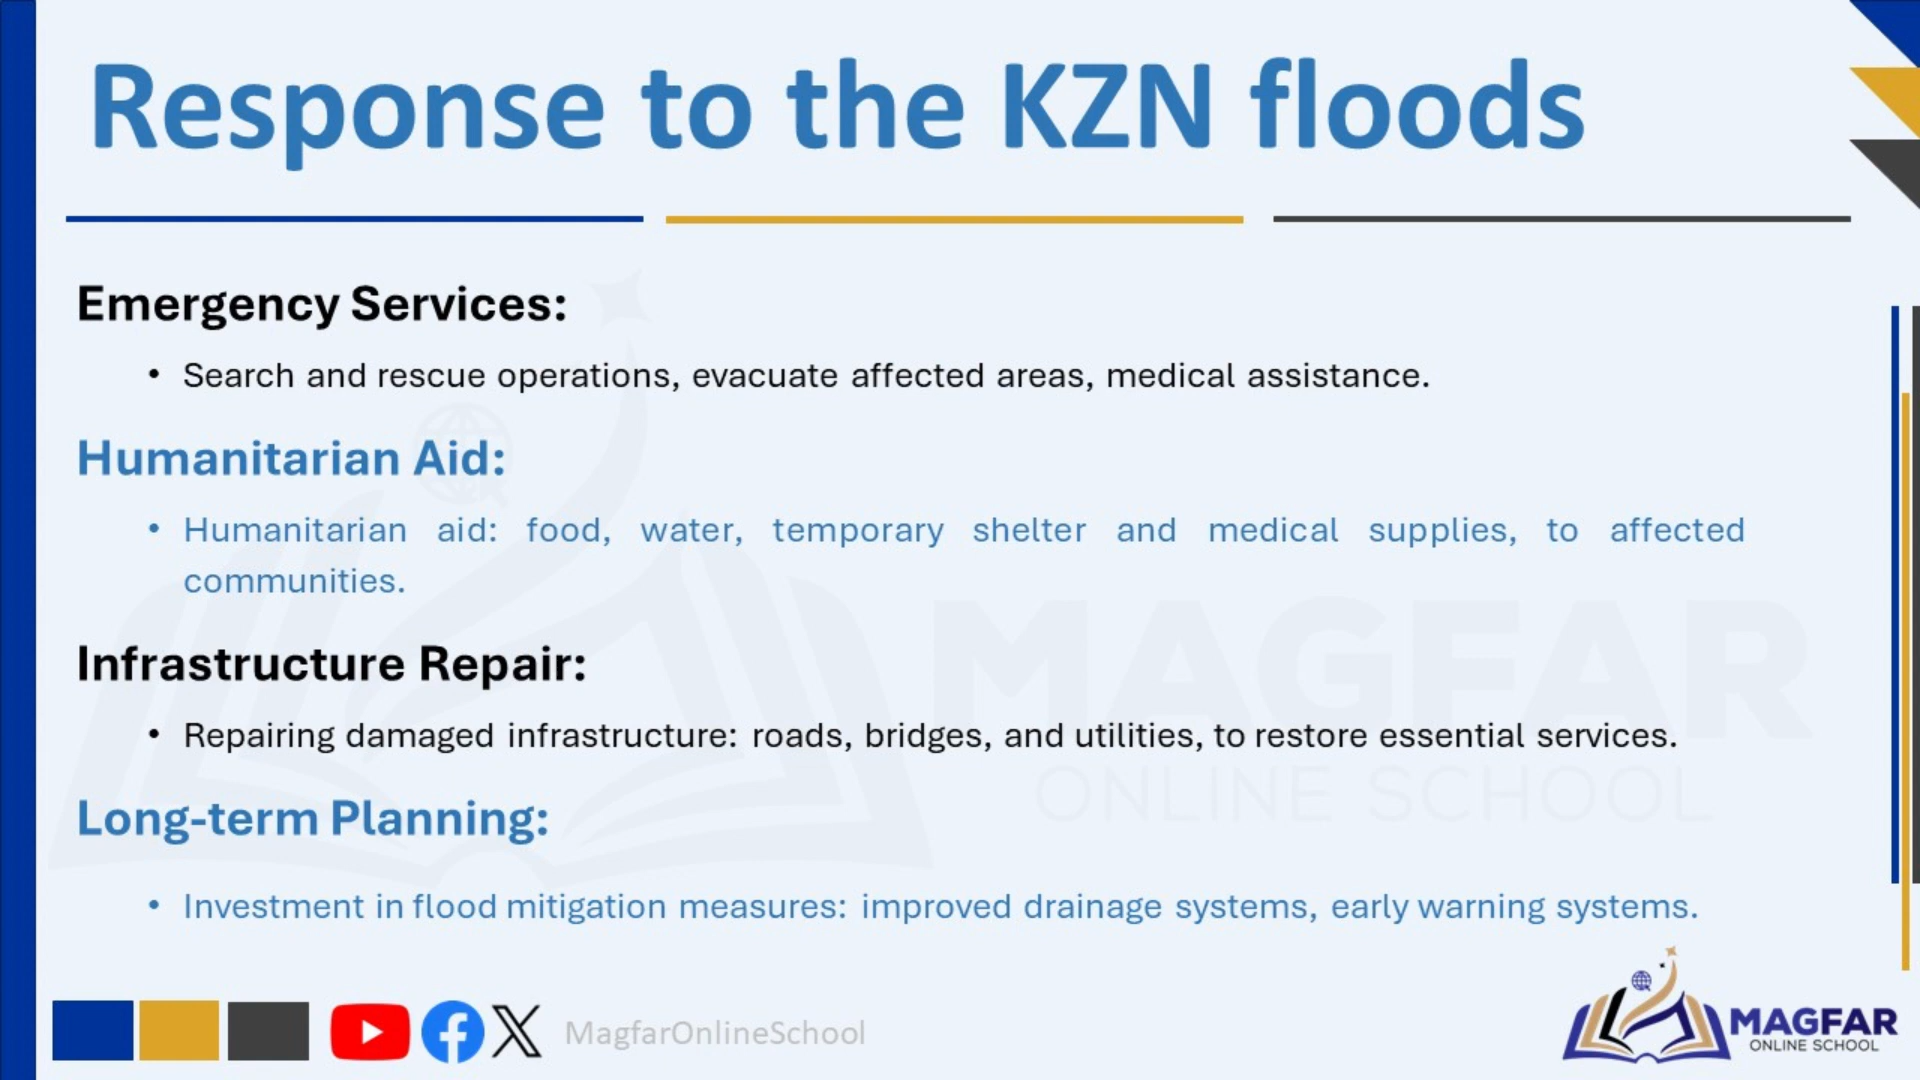 Response to the KZN floods
Emergency Services:
• Search and rescue operations, evacuate affected areas, medical assistance.
Humanitarian Aid:
• Humanitarian aid: food, water, temporary shelter and medical supplies, to affected
communities.
Infrastructure Repair:
• Repairing damaged infrastructure: roads, bridges, and utilities, to restore essential services.
Long-term Planning:
• Investment in flood mitigation measures: improved drainage systems, early warning systems.
MAGFAR
ONLINE SCHOOL
MagfarOnlineSchool
MAGFAR
ONLINE SCHOOL